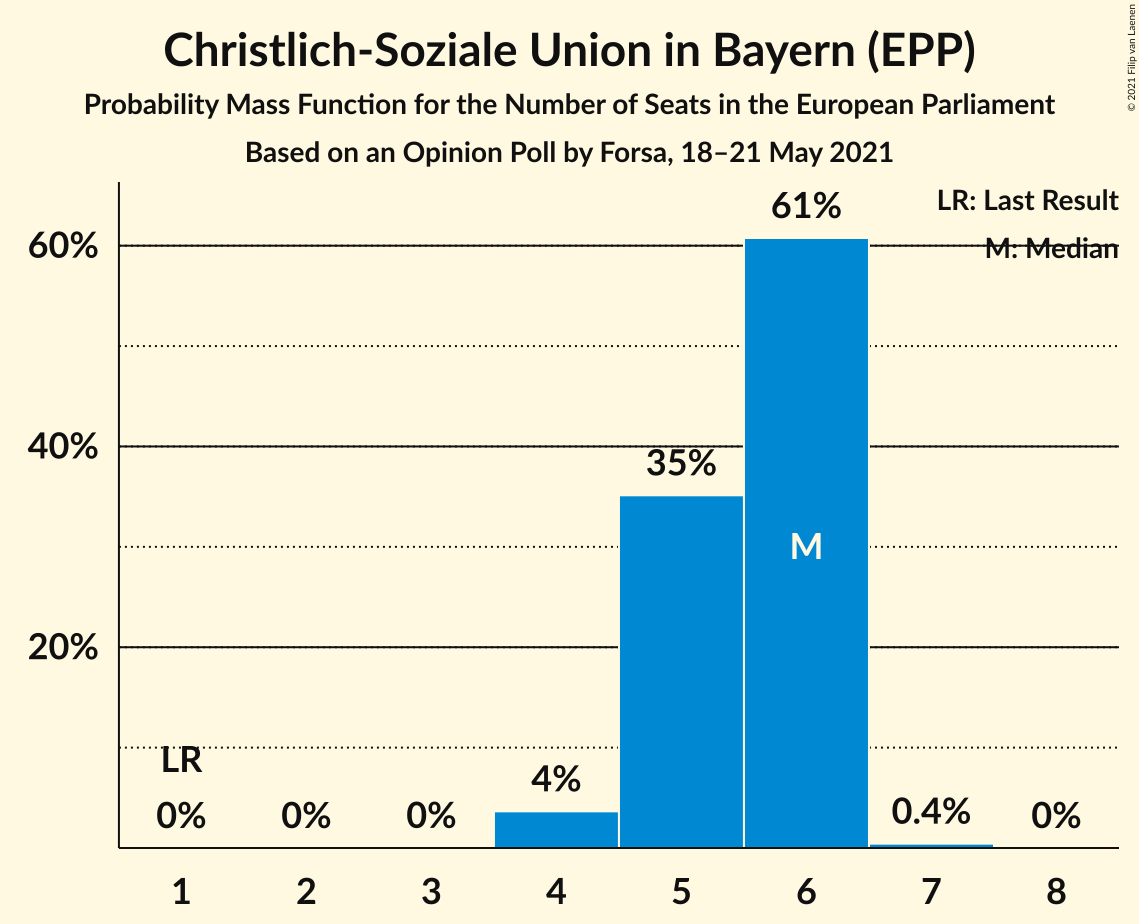 Christlich-Soziale Union in Bayern (EPP)
Probability Mass Function for the Number of Seats in the European Parliament
Based on an Opinion Poll by Forsa, 18–21 May 2021
© 2021 Filip van Laenen
LR: Last Result
M: Median
61%
60%
40%
35%
M
20%
LR
4%
0% 0% 0% 0.4% 0%
1 2 3 4 5 6 7 8